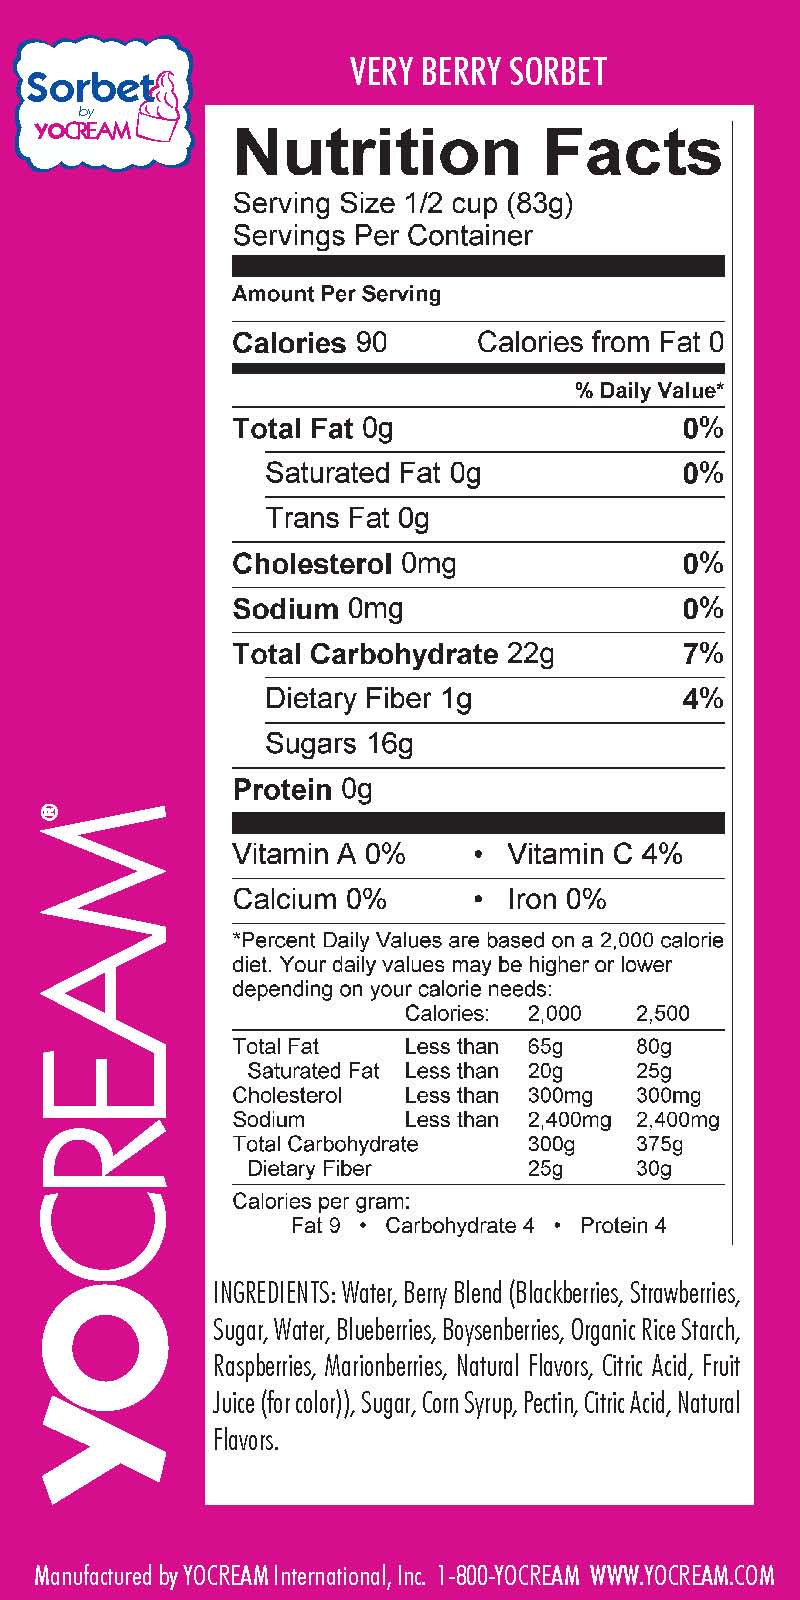 Sorbet
by
YOCREAM
VERY BERRY SORBET
Nutrition Facts
Serving Size 1/2 cup (83g)
Servings Per Container
Amount Per Serving
Calories 90 Calories from Fat 0
% Daily Value*
Total Fat 0g 0%
Saturated Fat 0g 0%
Trans Fat 0g
Cholesterol 0mg 0%
Sodium 0mg 0%
Total Carbohydrate 22g 7%
Dietary Fiber 1g 4%
Sugars 16g
Protein 0g
Vitamin A 0% • Vitamin C 4%
Calcium 0% • Iron 0%
*Percent Daily Values are based on a 2,000 calorie
diet. Your daily values may be higher or lower
depending on your calorie needs:
Calories: 2,000 2,500
Total Fat Less than 65g 80g
Saturated Fat Less than 20g 25g
Cholesterol Less than 300mg 300mg
Sodium Less than 2,400mg 2,400mg
Total Carbohydrate 300g 375g
Dietary Fiber 25g 30g
Calories per gram:
Fat 9 • Carbohydrate 4 • Protein 4
YOCREAM®
INGREDIENTS: Water, Berry Blend (Blackberries, Strawberries,
Sugar, Water, Blueberries, Boysenberries, Organic Rice Starch,
Raspberries, Marionberries, Natural Flavors, Citric Acid, Fruit
Juice (for color)), Sugar, Corn Syrup, Pectin, Citric Acid, Natural
Flavors.
Manufactured by YOCREAM International, Inc. 1-800-YOCREAM WWW.YOCREAM.COM